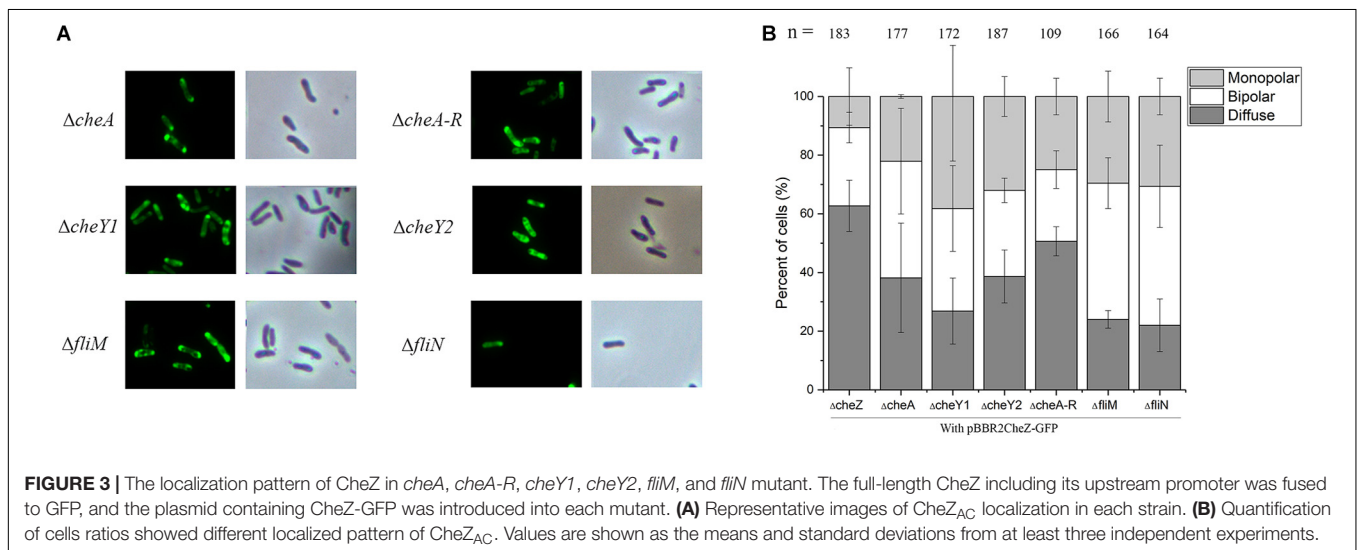 A
ΔcheA
ΔcheA-R
ΔcheY1
ΔcheY2
ΔfliM
ΔfliN
B
n = 183 177 172 187 109 166 164
Monopolar
Bipolar
Diffuse
100
80
60
40
20
0
Percent of cells (%)
ΔcheZ ΔcheA ΔcheY1 ΔcheY2 ΔcheA-R ΔfliM ΔfliN
With pBBR2CheZ-GFP
FIGURE 3 | The localization pattern of CheZ in cheA, cheA-R, cheY1, cheY2, fliM, and fliN mutant. The full-length CheZ including its upstream promoter was fused
to GFP, and the plasmid containing CheZ-GFP was introduced into each mutant. (A) Representative images of CheZAC localization in each strain. (B) Quantification
of cells ratios showed different localized pattern of CheZAC. Values are shown as the means and standard deviations from at least three independent experiments.